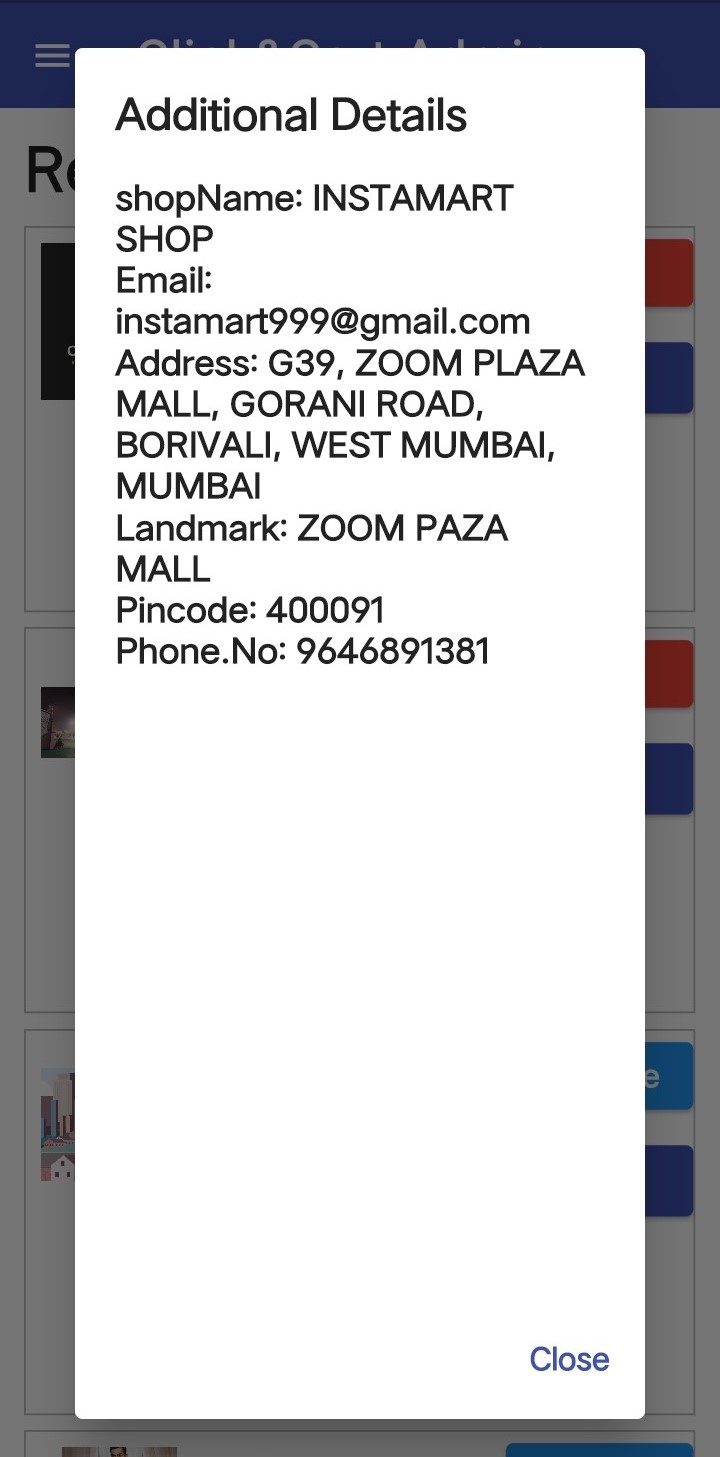 Additional Details
shopName: INSTAMART
SHOP
Email:
instamart999@gmail.com
Address: G39, ZOOM PLAZA
MALL, GORANI ROAD,
BORIVALI, WEST MUMBAI,
MUMBAI
Landmark: ZOOM PAZA
MALL
Pincode: 400091
Phone.No: 9646891381
Close